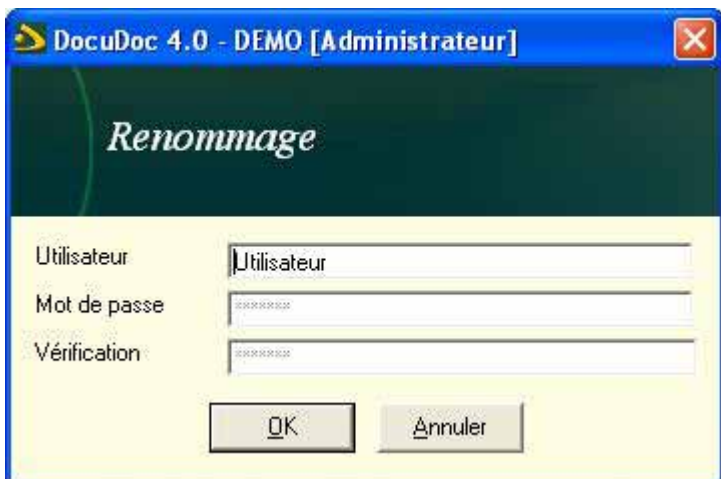 DocuDoc 4.0 - DEMO [Administrateur]
Renommage
Utilisateur Utilisateur
Mot de passe *******
Vérification *******
OK Annuler